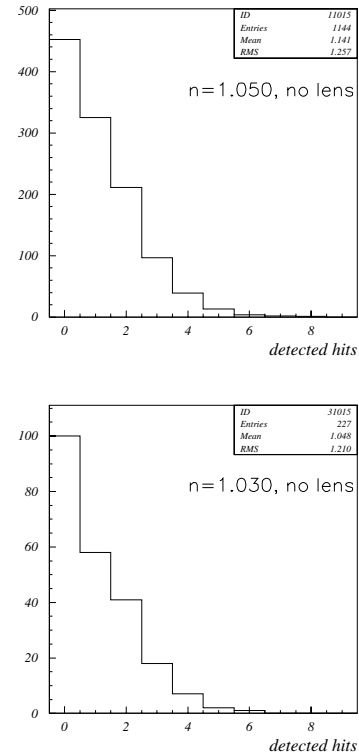 ID 11015
Entries 1144
Mean 1.141
RMS 1.257
n=1.050, no lens
500
400
300
200
100
0
0 2 4 6 8
detected hits
ID 31015
Entries 227
Mean 1.048
RMS 1.210
n=1.030, no lens
100
80
60
40
20
0
0 2 4 6 8
detected hits